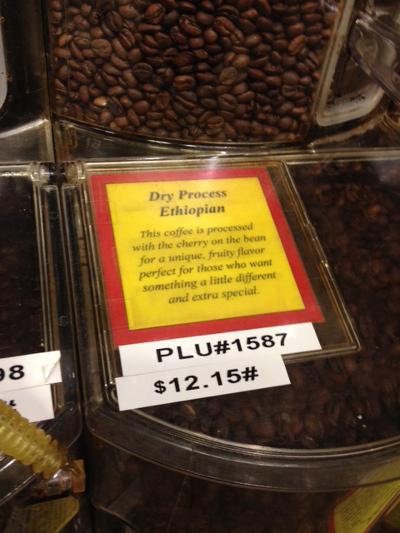 Dry Process
Ethiopian
This coffee is processed
with the cherry on the bean
for a unique, fruity flavor
perfect for those who want
something a little different
and extra special.
PLU#1587
$12.15#
98
#